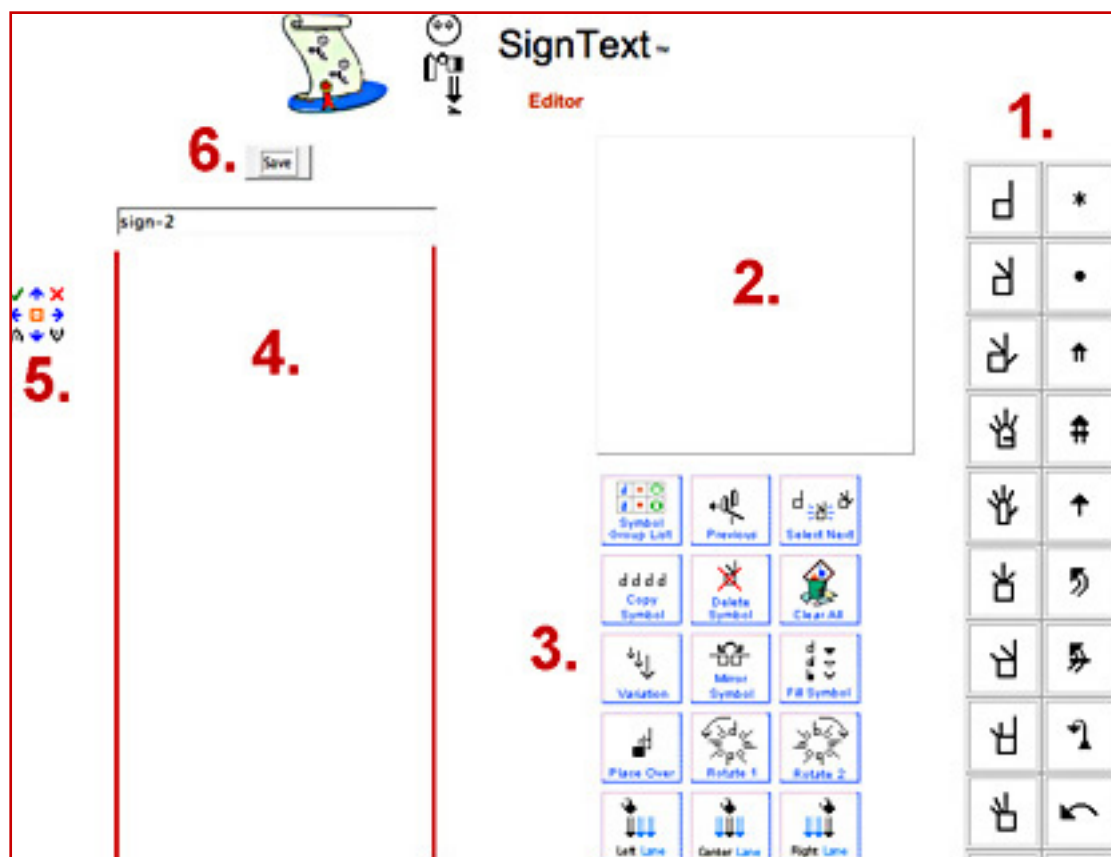 SignText~
Editor
1.
6.
Save
sign-2
2.
4.
5.
Symbol
Group List
Previous
Select Next
Copy
Symbol
Delete
Symbol
Clear All
3.
Variation
Mirror
Symbol
Fill Symbol
Place Over
Rotate 1
Rotate 2
Left Lane
Center Lane
Right Lane